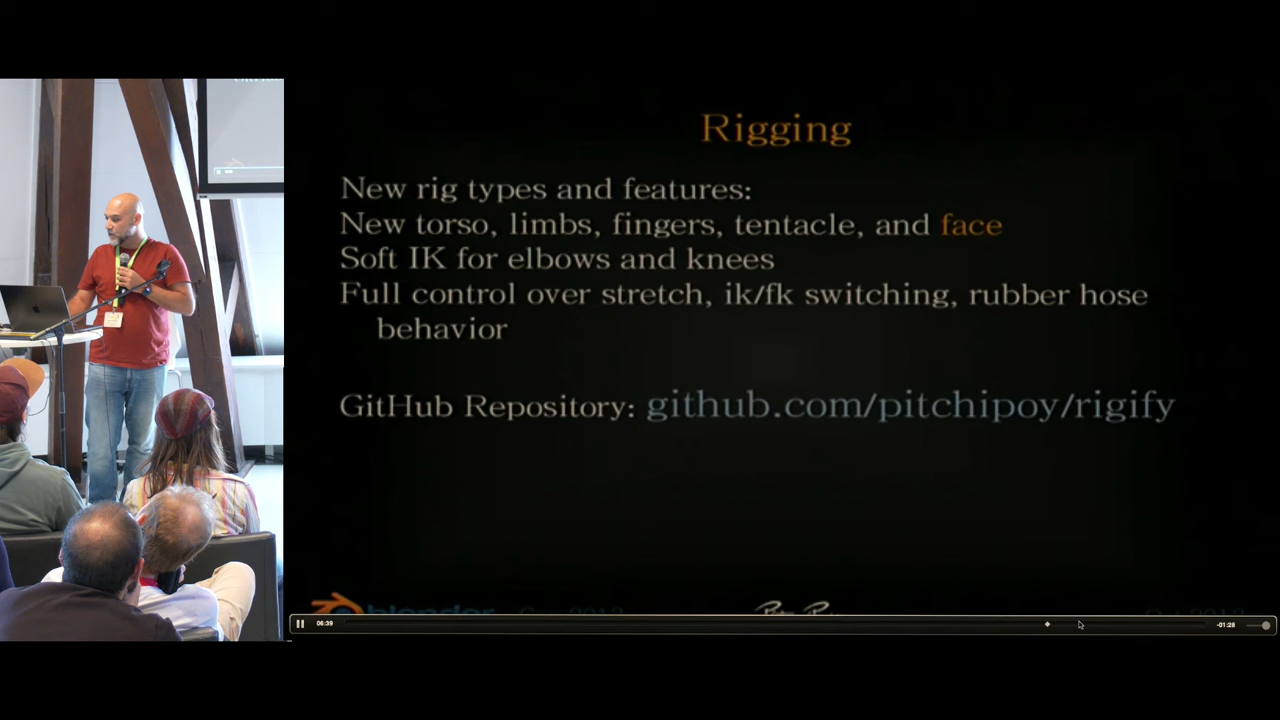 Rigging
New rig types and features:
New torso, limbs, fingers, tentacle, and face
Soft IK for elbows and knees
Full control over stretch, ik/fk switching, rubber hose
behavior
GitHub Repository: github.com/pitchipoy/rigify
blender
06:39
-01:28